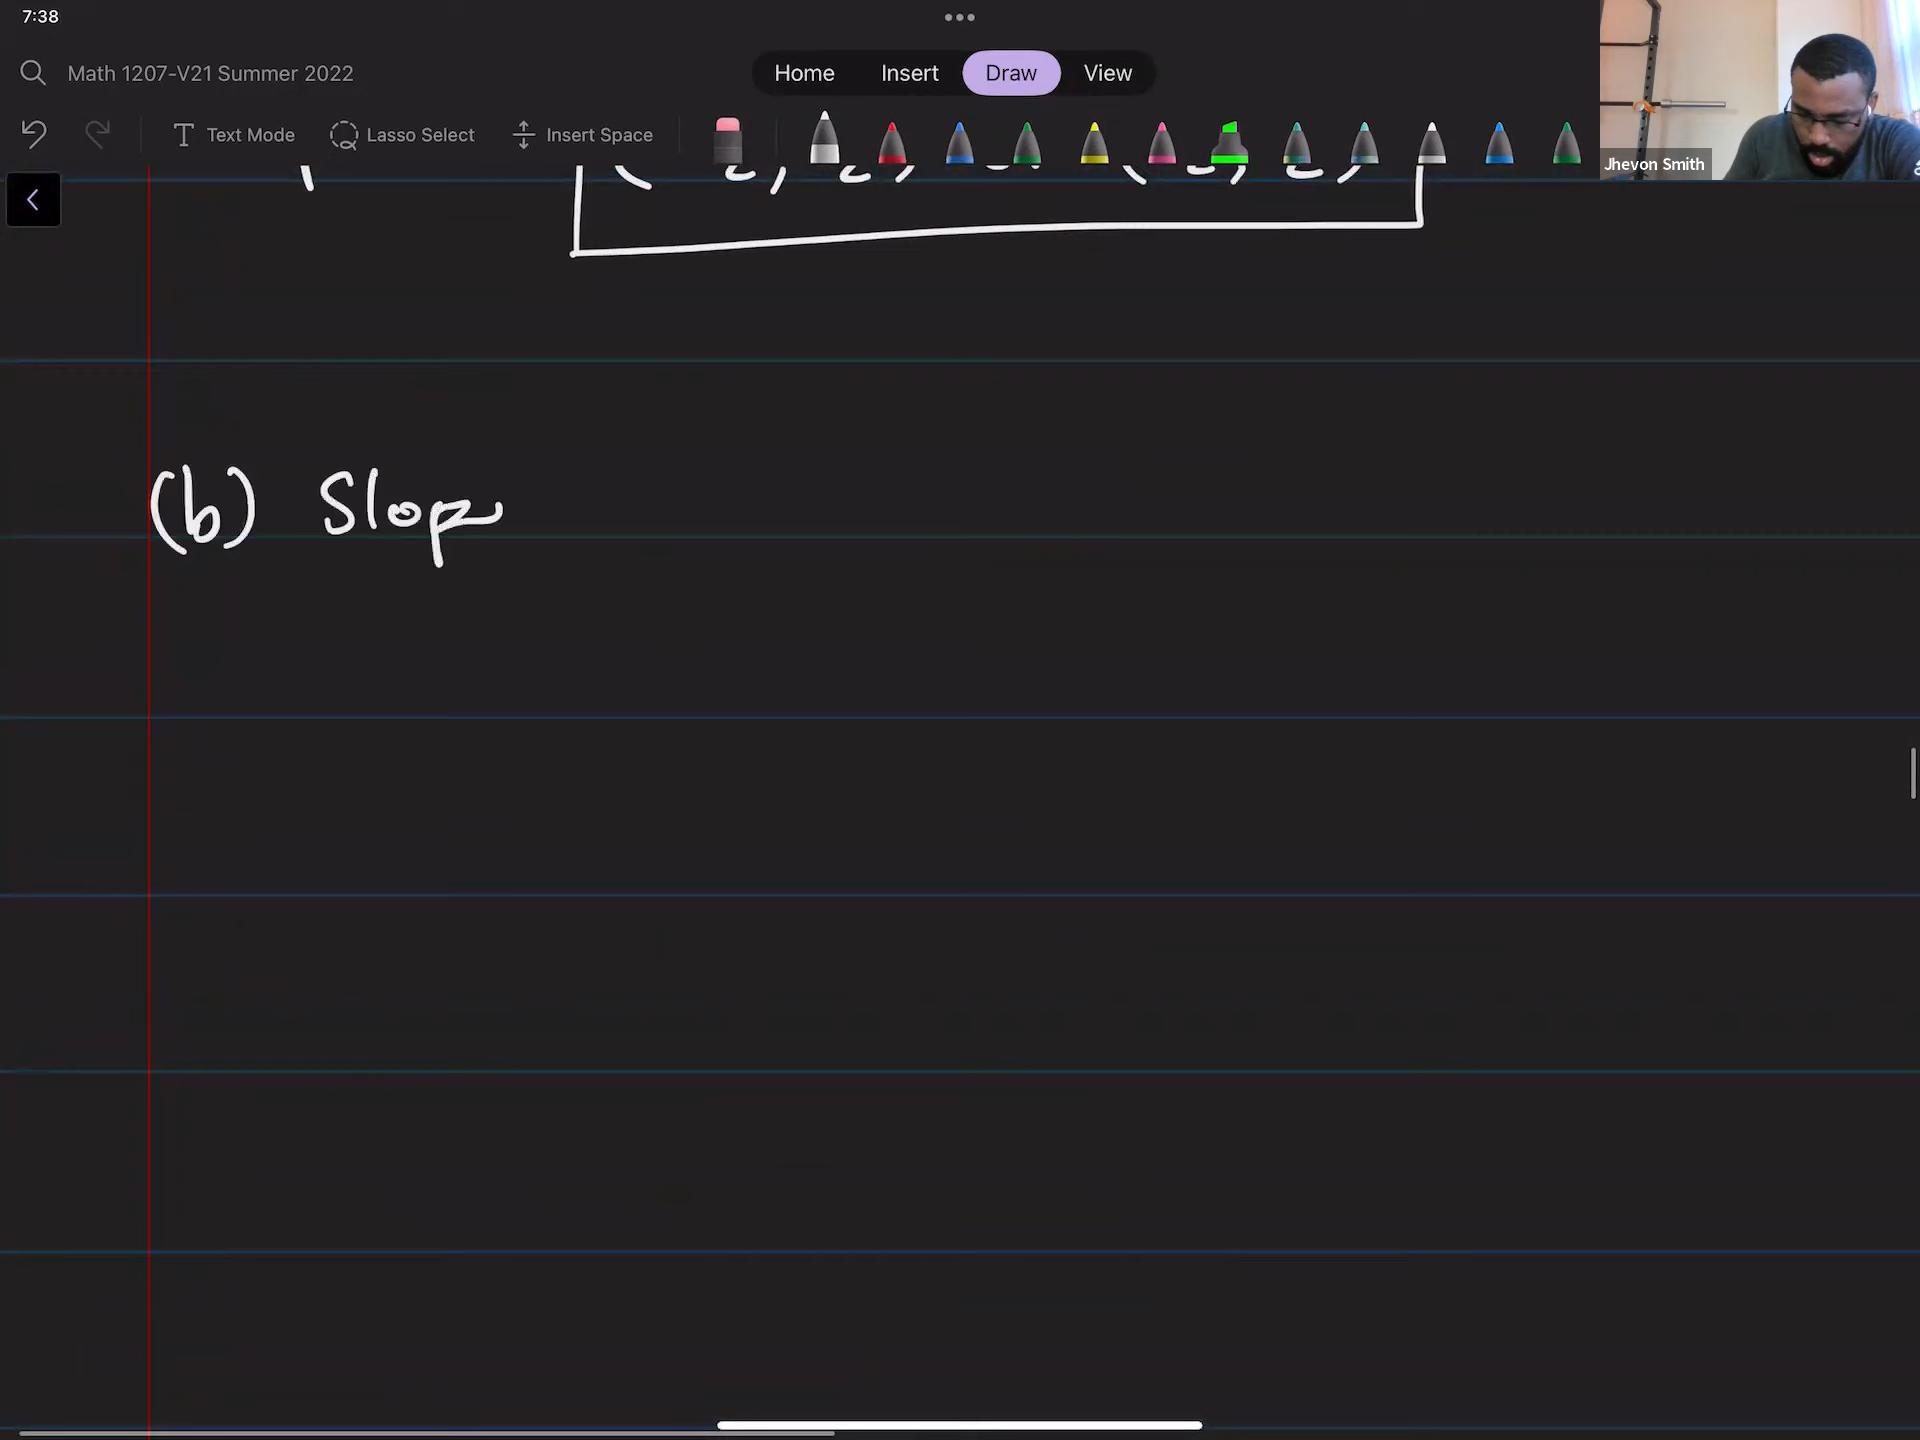 7:38
Math 1207-V21 Summer 2022
Home Insert Draw View
Text Mode Lasso Select Insert Space
Jhevon Smith
(b) Slope